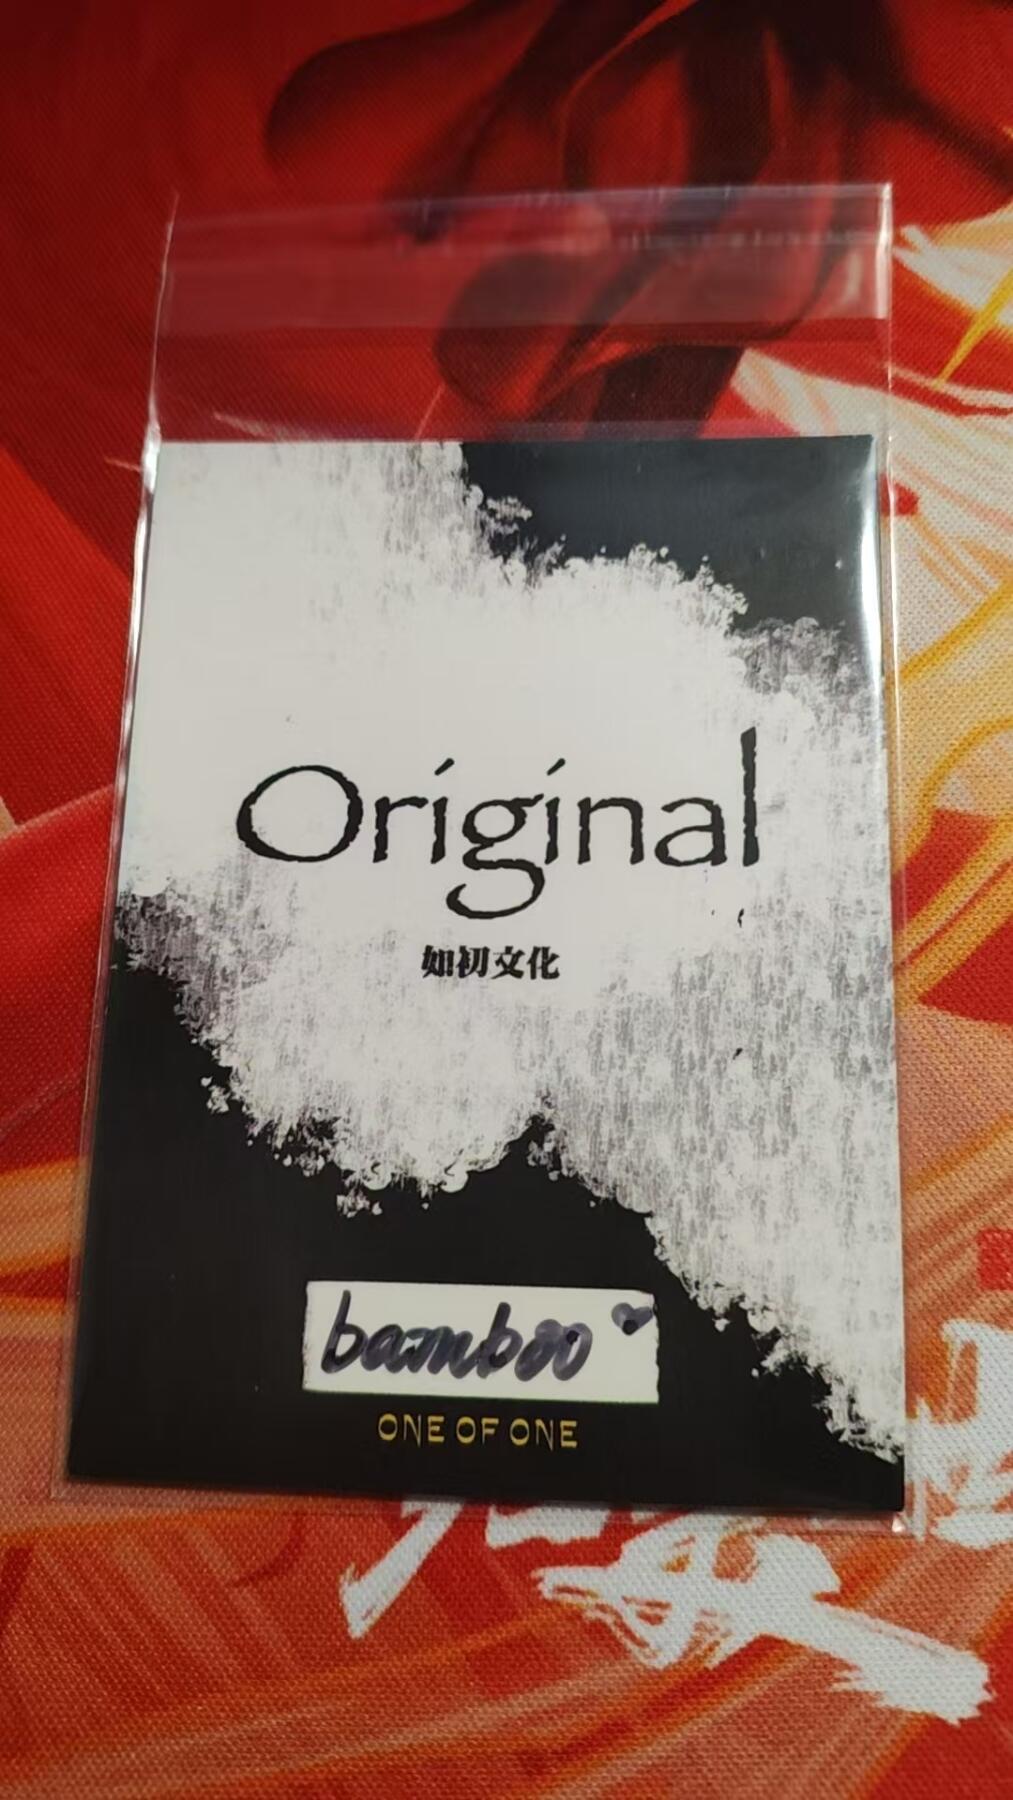 Original
如初文化
bamboo
ONE OF ONE